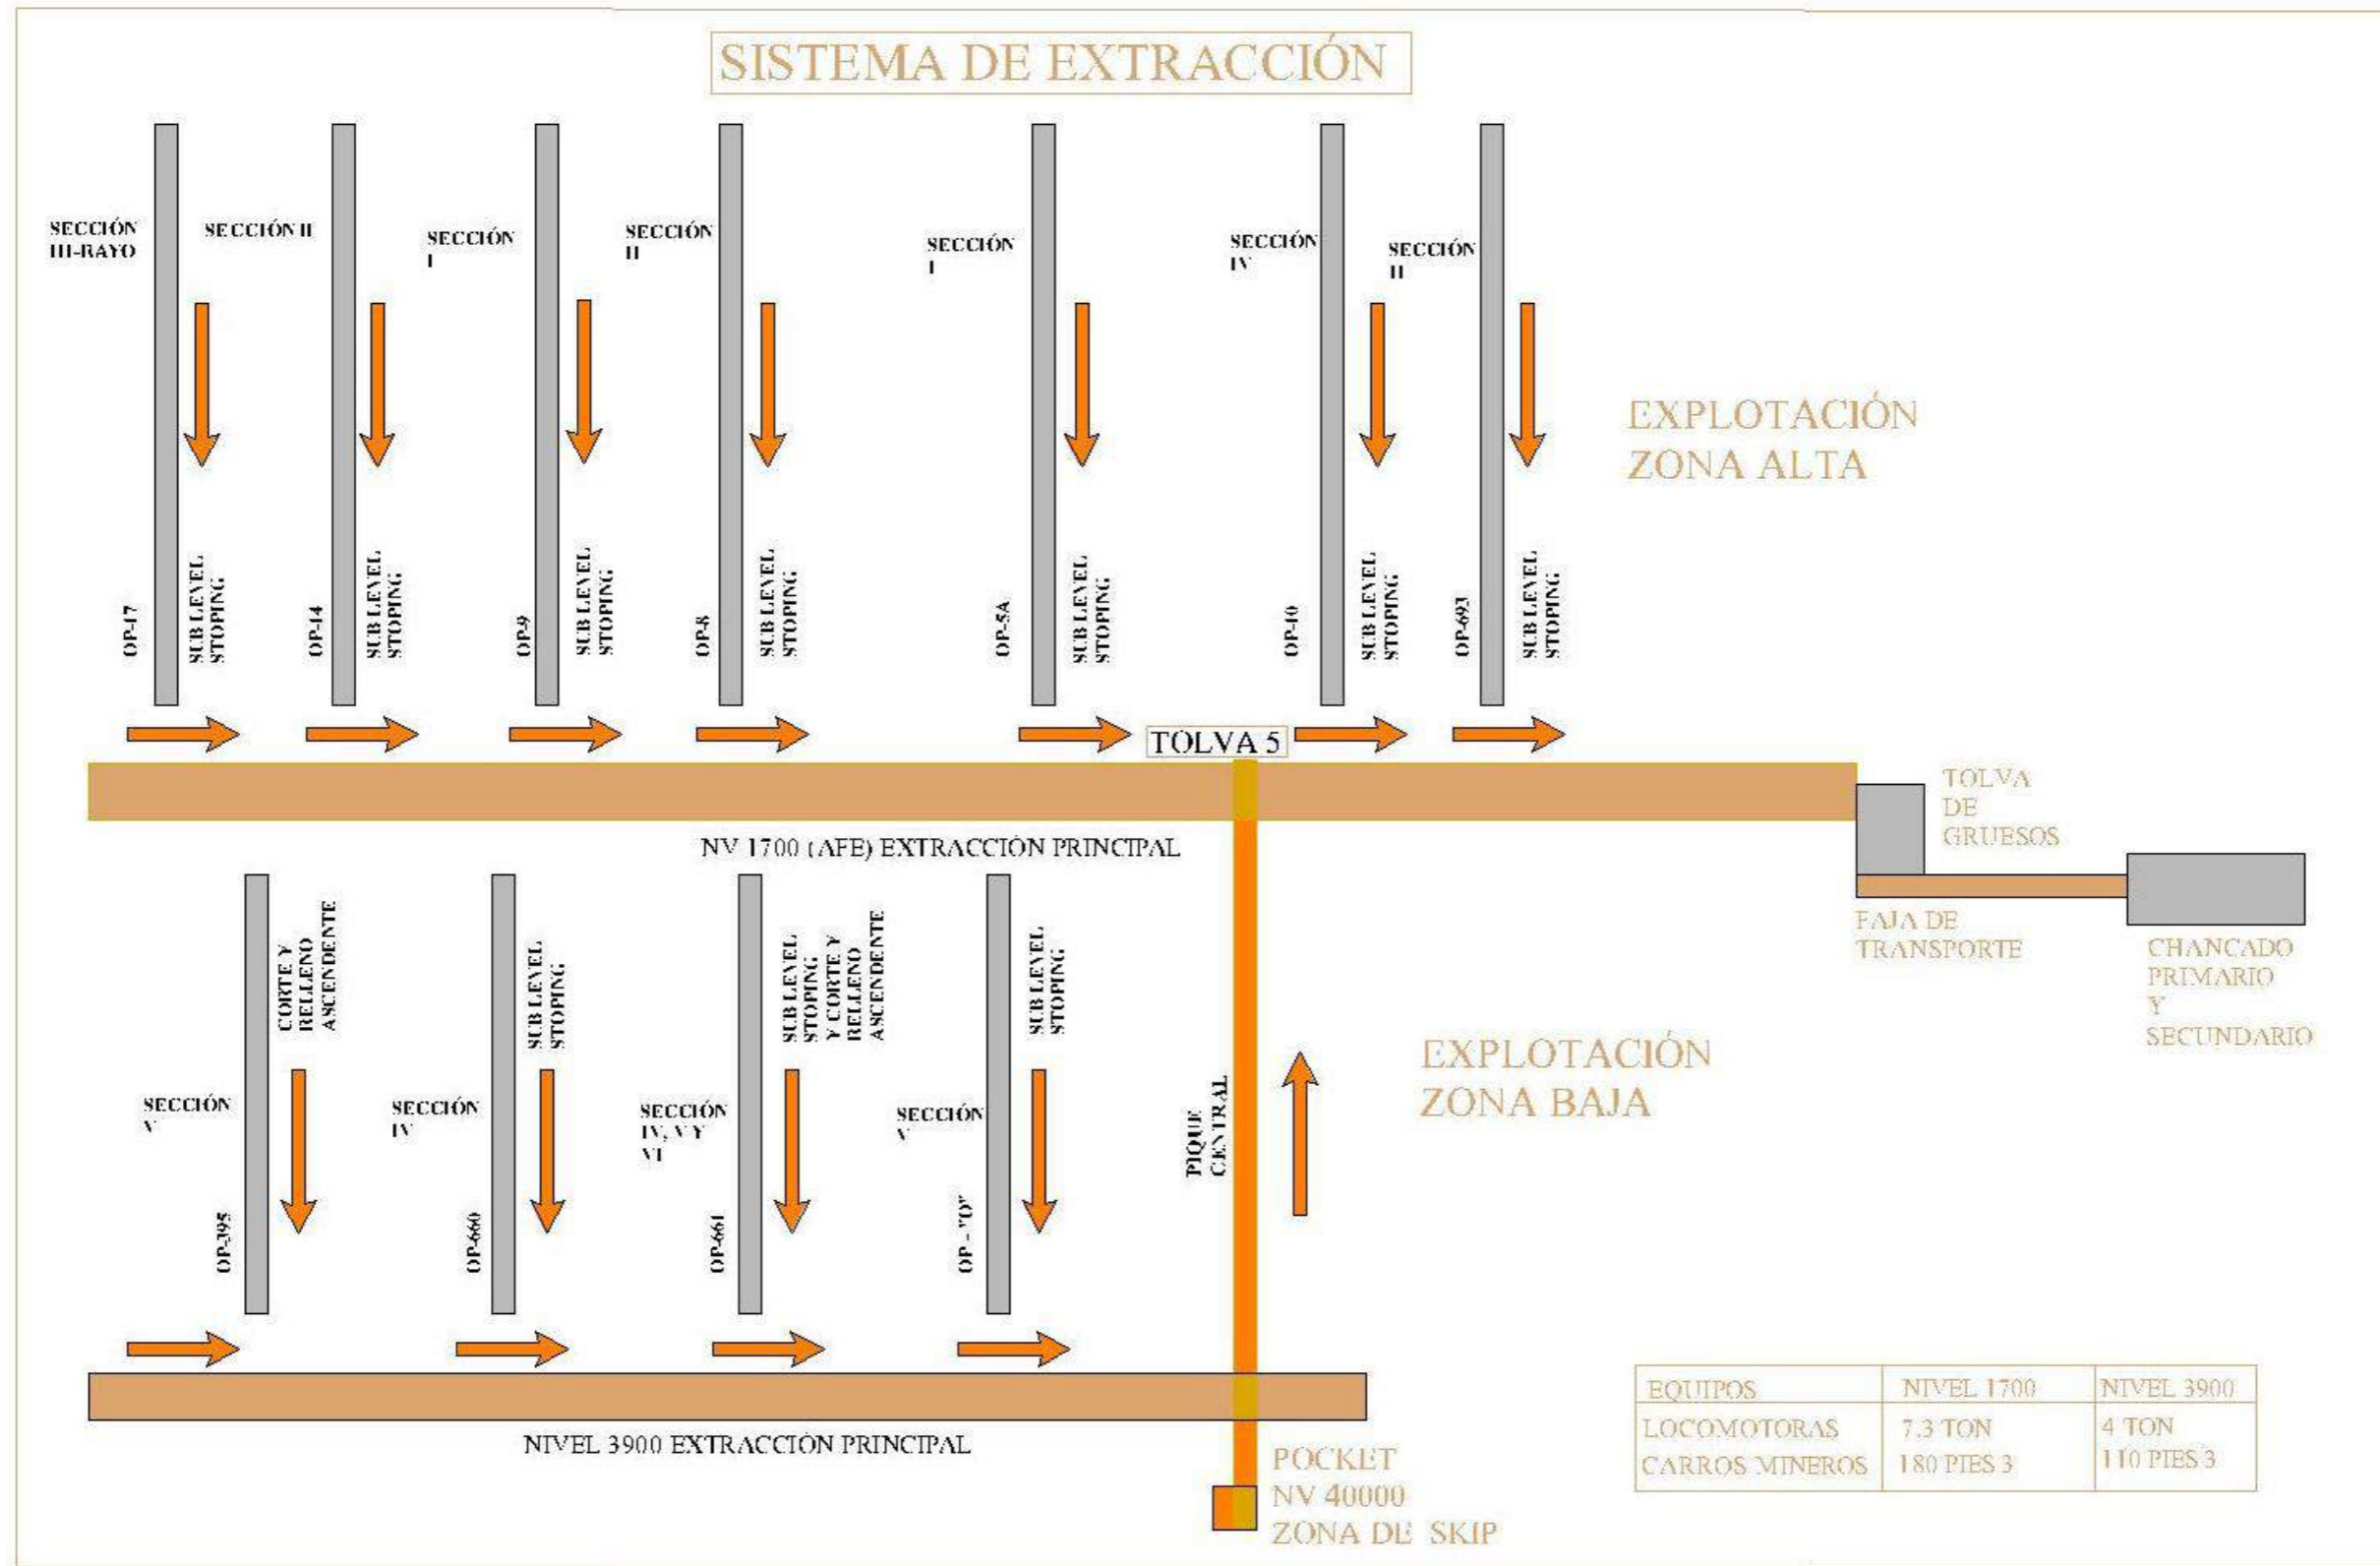 SISTEMA DE EXTRACCIÓN
SECCIÓN
III-RAYO
SECCIÓN II
SECCIÓN
I
SECCIÓN
II
SECCIÓN
I
SECCIÓN
IV
SECCIÓN
II
EXPLOTACIÓN
ZONA ALTA
OP-17
SUB LEVEL
STOPING
OP-14
SUB LEVEL
STOPING
OP-9
SUB LEVEL
STOPING
OP-8
SUB LEVEL
STOPING
OP-5A
SUB LEVEL
STOPING
OP-10
SUB LEVEL
STOPING
OP-693
SUB LEVEL
STOPING
TOLVA 5
NV 1700 (AFE) EXTRACCIÓN PRINCIPAL
TOLVA
DE
GRUESOS
FAJA DE
TRANSPORTE
CHANCADO
PRIMARIO
Y
SECUNDARIO
CORTE Y
RELLENO
ASCENDENTE
SUB LEVEL
STOPING
SUB LEVEL
STOPING
Y CORTE Y
RELLENO
ASCENDENTE
SUB LEVEL
STOPING
SECCIÓN
V
SECCIÓN
IV
SECCIÓN
IV, V Y
VI
SECCIÓN
V
PIQUE
CENTRAL
EXPLOTACIÓN
ZONA BAJA
OP-395
OP-660
OP-661
OP - "O"
NIVEL 3900 EXTRACCIÓN PRINCIPAL
POCKET
NV 40000
ZONA DE SKIP
EQUIPOS NIVEL 1700 NIVEL 3900
LOCOMOTORAS 7.3 TON 4 TON
CARROS MINEROS 180 PIES 3 110 PIES 3